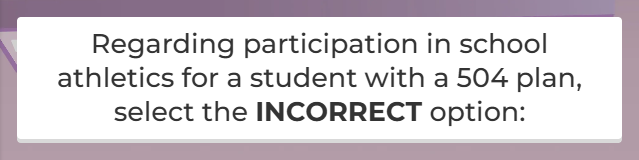 Regarding participation in school
athletics for a student with a 504 plan,
select the INCORRECT option: